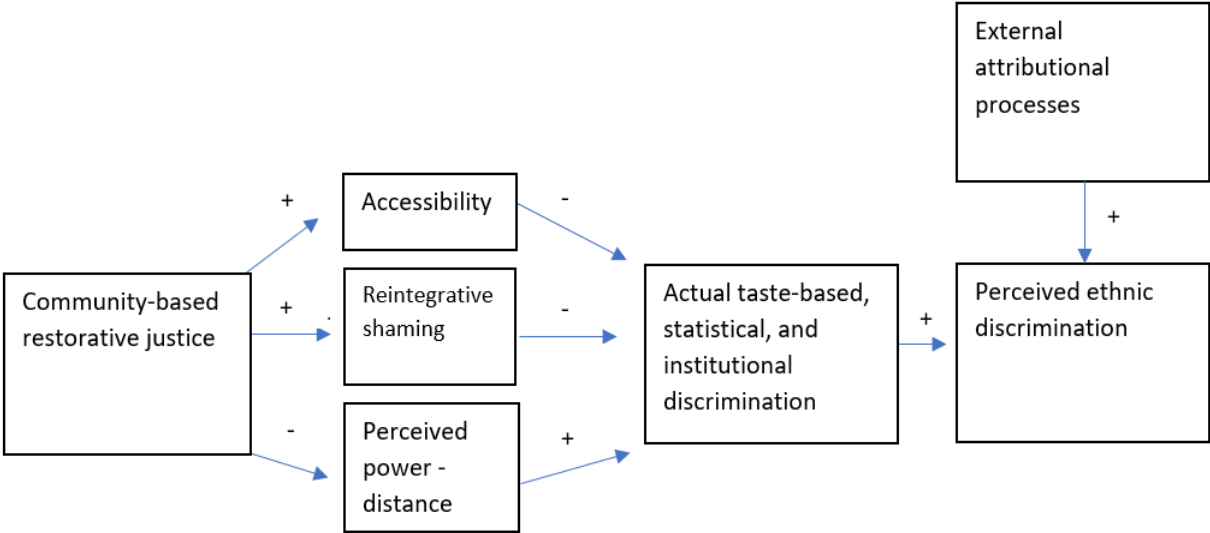 External
attributional
processes
+
+
Accessibility
-
Community-based
restorative justice
+
Reintegrative
shaming
-
Actual taste-based,
statistical, and
institutional
discrimination
+
Perceived ethnic
discrimination
-
Perceived
power -
distance
+